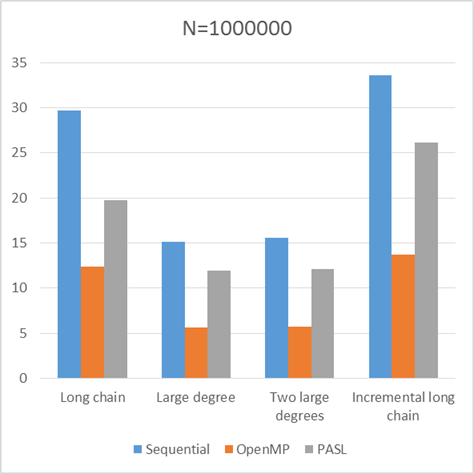 N=1000000
35
30
25
20
15
10
5
0
Long chain
Large degree
Two large
degrees
Incremental long
chain
Sequential
OpenMP
PASL